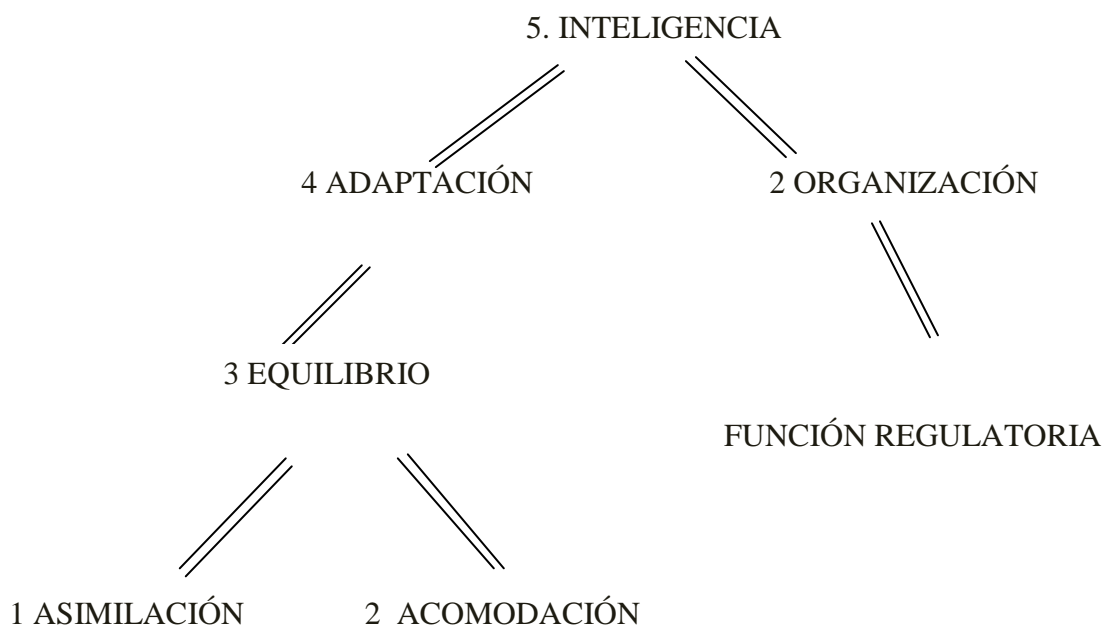 5. INTELIGENCIA
4 ADAPTACIÓN 2 ORGANIZACIÓN
3 EQUILIBRIO
FUNCIÓN REGULATORIA
1 ASIMILACIÓN 2 ACOMODACIÓN